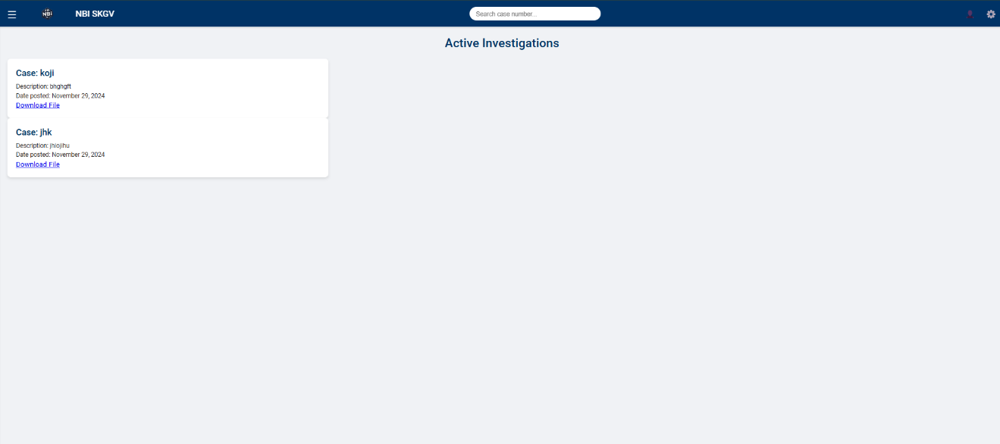 NBI
NBI SKGV
Search case number...
Active Investigations
Case: koji
Description: bhghgft
Date posted: November 29, 2024
Download File
Case: jhk
Description: jhiojihu
Date posted: November 29, 2024
Download File